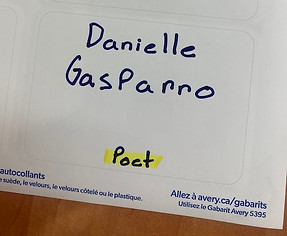 Danielle
Gasparro
Poet
autocollants
suède, le velours, le velours côtelé ou le plastique.
Allez à avery.ca/gabarits
Utilisez le Gabarit Avery 5395